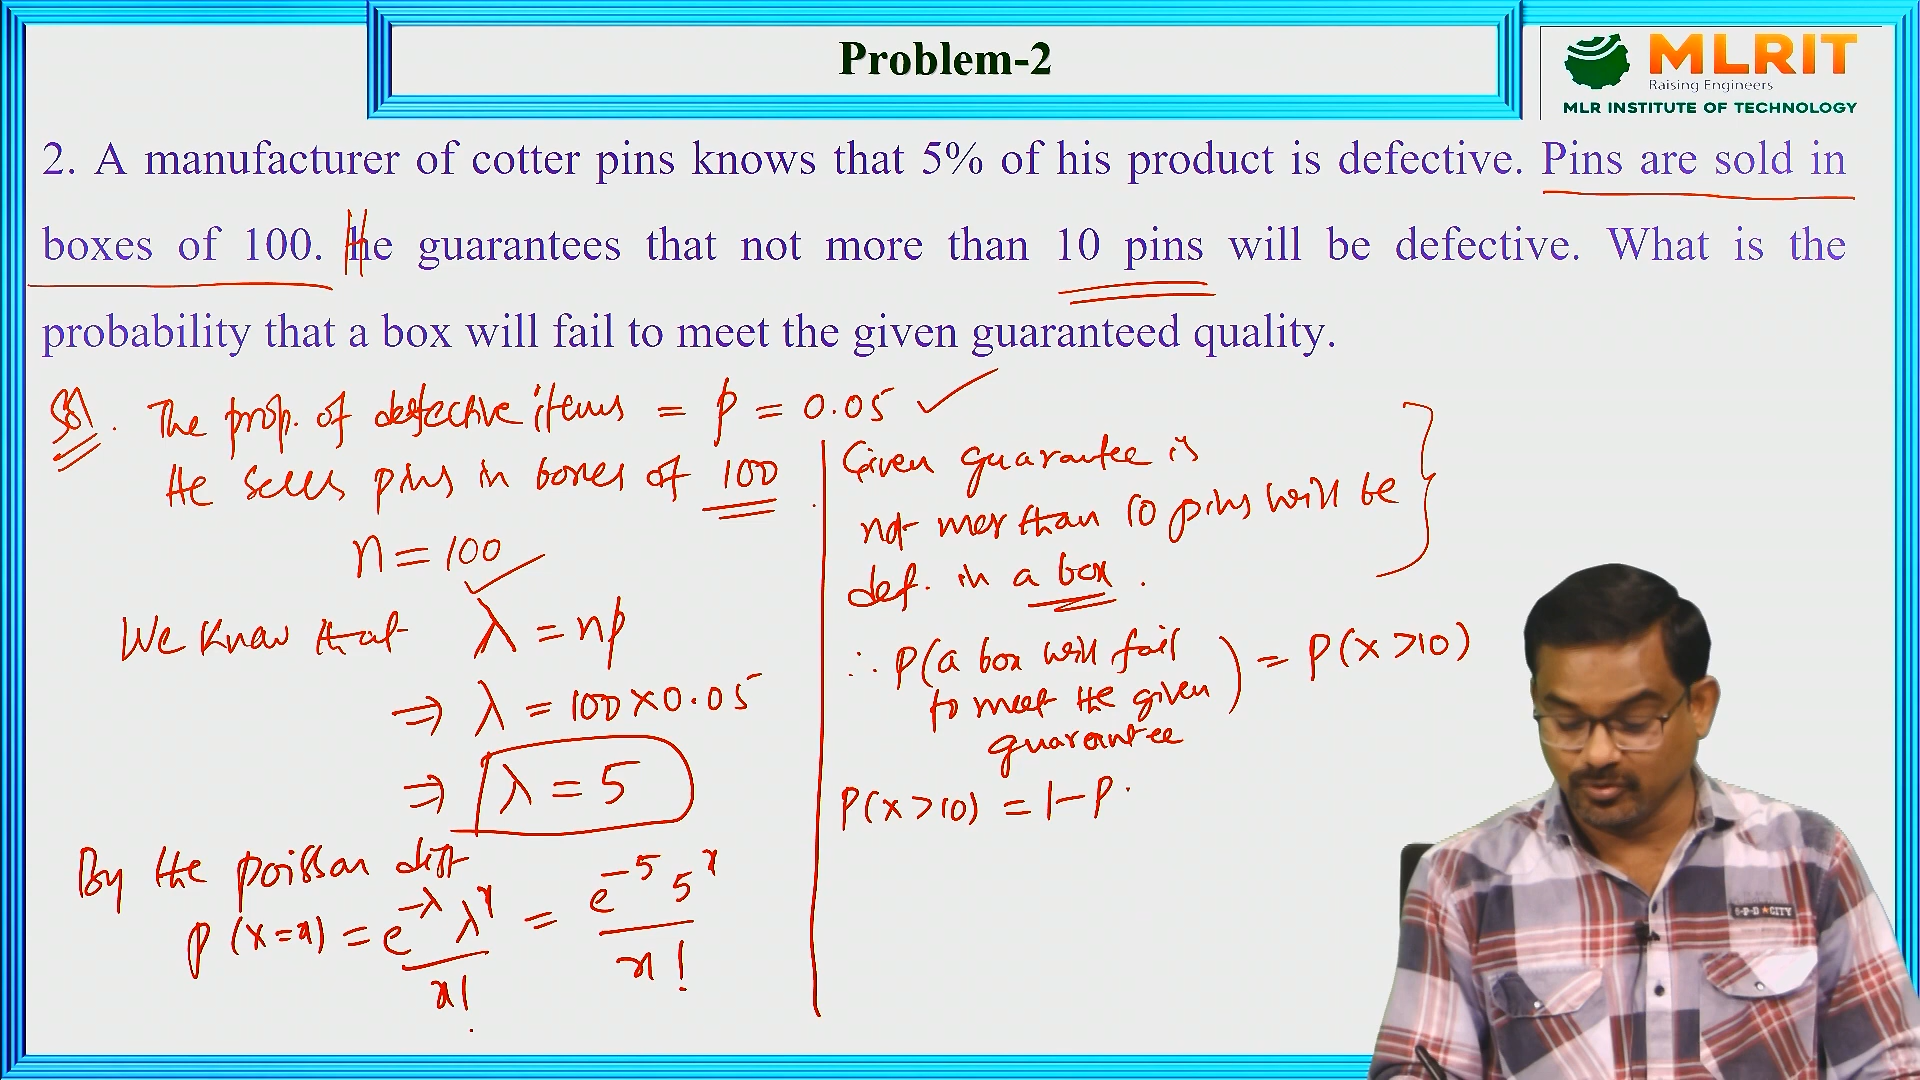 Problem-2
MLRIT
Raising Engineers
MLR INSTITUTE OF TECHNOLOGY
2. A manufacturer of cotter pins knows that 5% of his product is defective. Pins are sold in
boxes of 100. He guarantees that not more than 10 pins will be defective. What is the
probability that a box will fail to meet the given guaranteed quality.
Sol. The prop. of defective items = p = 0.05 ✓
He sells pins in boxes of 100
n = 100
We know that λ = np
⇒ λ = 100 × 0.05
⇒ λ = 5
By the poisson dist
P(x=x) = e^-λ λ^x / x! = e^-5 5^x / x!
Given guarantee is
not mor than 10 pins will be
def. in a box.
∴ P(a box will fail
to meet the given
guarantee) = P(x > 10)
P(x > 10) = 1 - P
S-P-D ★ CITY